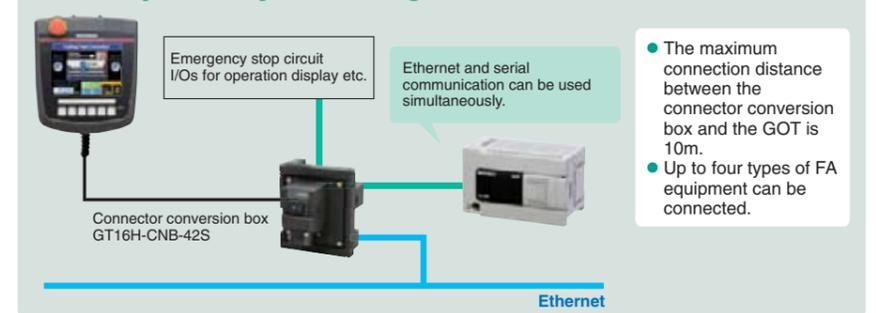 Emergency stop circuit
I/Os for operation display etc.
Ethernet and serial
communication can be used
simultaneously.
Connector conversion box
GT16H-CNB-42S
Ethernet
● The maximum
connection distance
between the
connector conversion
box and the GOT is
10m.
● Up to four types of FA
equipment can be
connected.